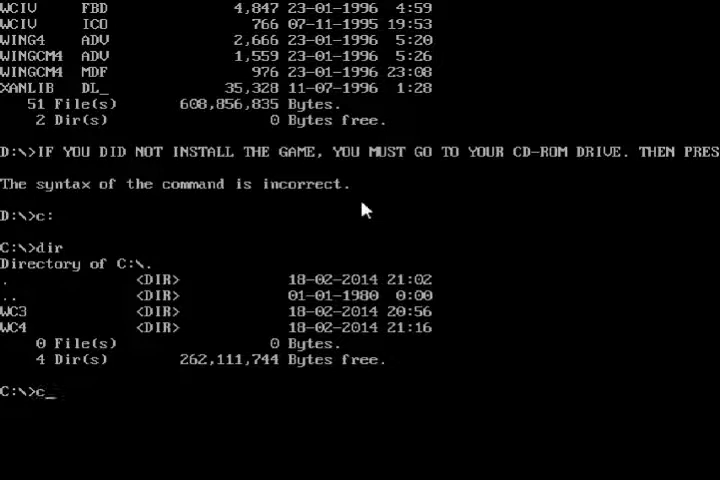 WCIV     FBD              4,847 23-01-1996  4:59
WCIV     ICO                766 07-11-1995 19:53
WING4    ADV              2,666 23-01-1996  5:20
WINGCM4  ADV              1,559 23-01-1996  5:26
WINGCM4  MDF                976 23-01-1996 23:08
XANLIB   DL_             35,328 11-07-1996  1:28
51 File(s)       608,856,835 Bytes.
2 Dir(s)                  0 Bytes free.
D:\>IF YOU DID NOT INSTALL THE GAME, YOU MUST GO TO YOUR CD-ROM DRIVE. THEN PRES
The syntax of the command is incorrect.
D:\>c:
C:\>dir
Directory of C:\.
.              <DIR>            18-02-2014 21:02
..             <DIR>            01-01-1980  0:00
WC3            <DIR>            18-02-2014 20:56
WC4            <DIR>            18-02-2014 21:16
0 File(s)                 0 Bytes.
4 Dir(s)       262,111,744 Bytes free.
C:\>c_